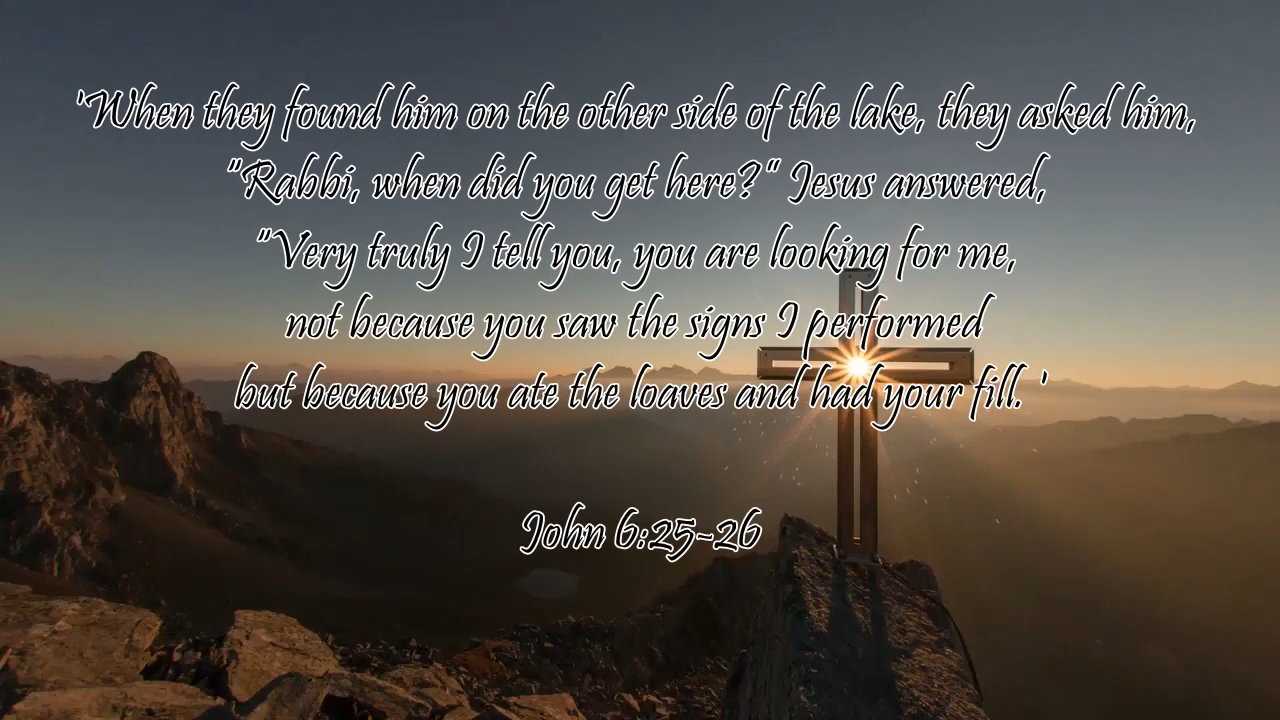 'When they found him on the other side of the lake, they asked him,
"Rabbi, when did you get here?" Jesus answered,
"Very truly I tell you, you are looking for me,
not because you saw the signs I performed
but because you ate the loaves and had your fill. '
John 6:25-26